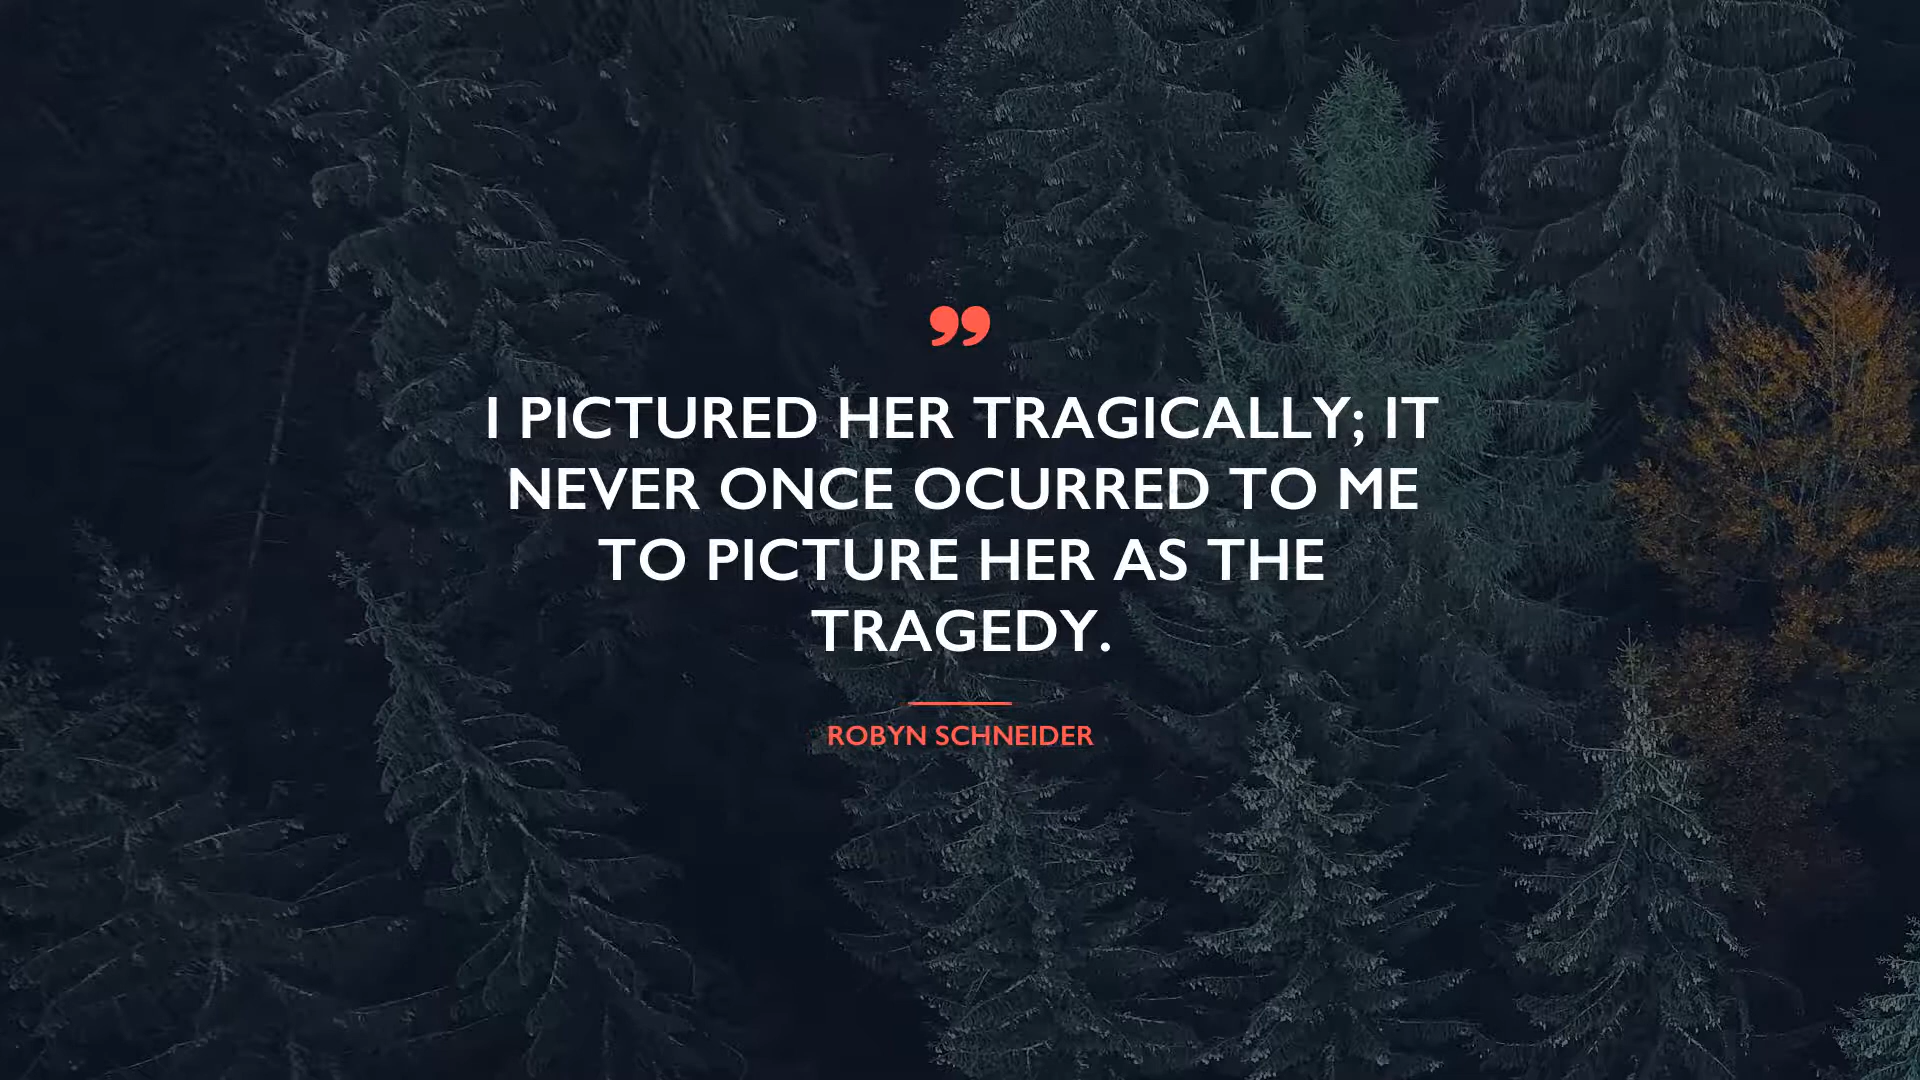 ”
I PICTURED HER TRAGICALLY; IT
NEVER ONCE OCURRED TO ME
TO PICTURE HER AS THE
TRAGEDY.
ROBYN SCHNEIDER